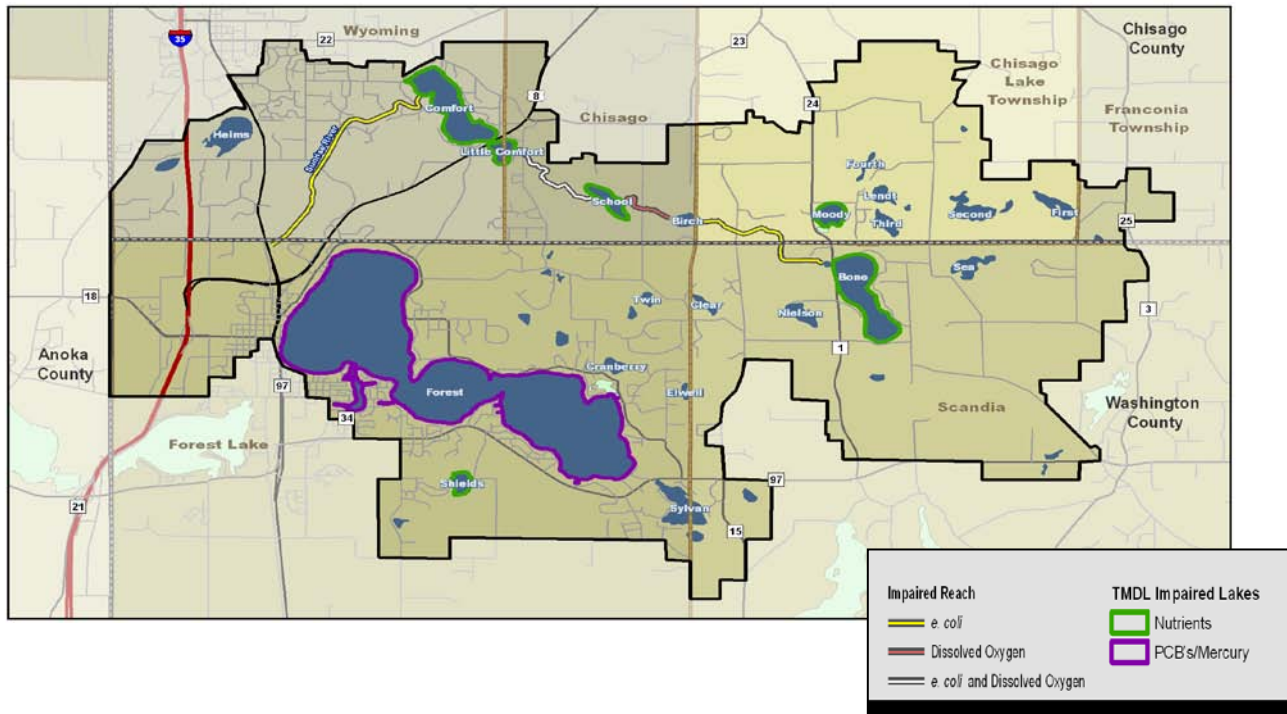 35
22
Wyoming
23
Chisago
County
Comfort
8
Chisago
24
Chisago
Lake
Township
Franconia
Township
Heims
Sunrise River
Little Comfort
Fourth
School
Lendt
Birch
Moody
Third
Second
First
25
Bone
Sea
18
Twin
Clear
Nielson
3
Anoka
County
1
Cranberry
97
Forest
Elwell
Scandia
Washington
County
34
Forest Lake
Shields
97
21
Sylvan
15
Impaired Reach
e. coli
Dissolved Oxygen
e. coli and Dissolved Oxygen
TMDL Impaired Lakes
Nutrients
PCB's/Mercury